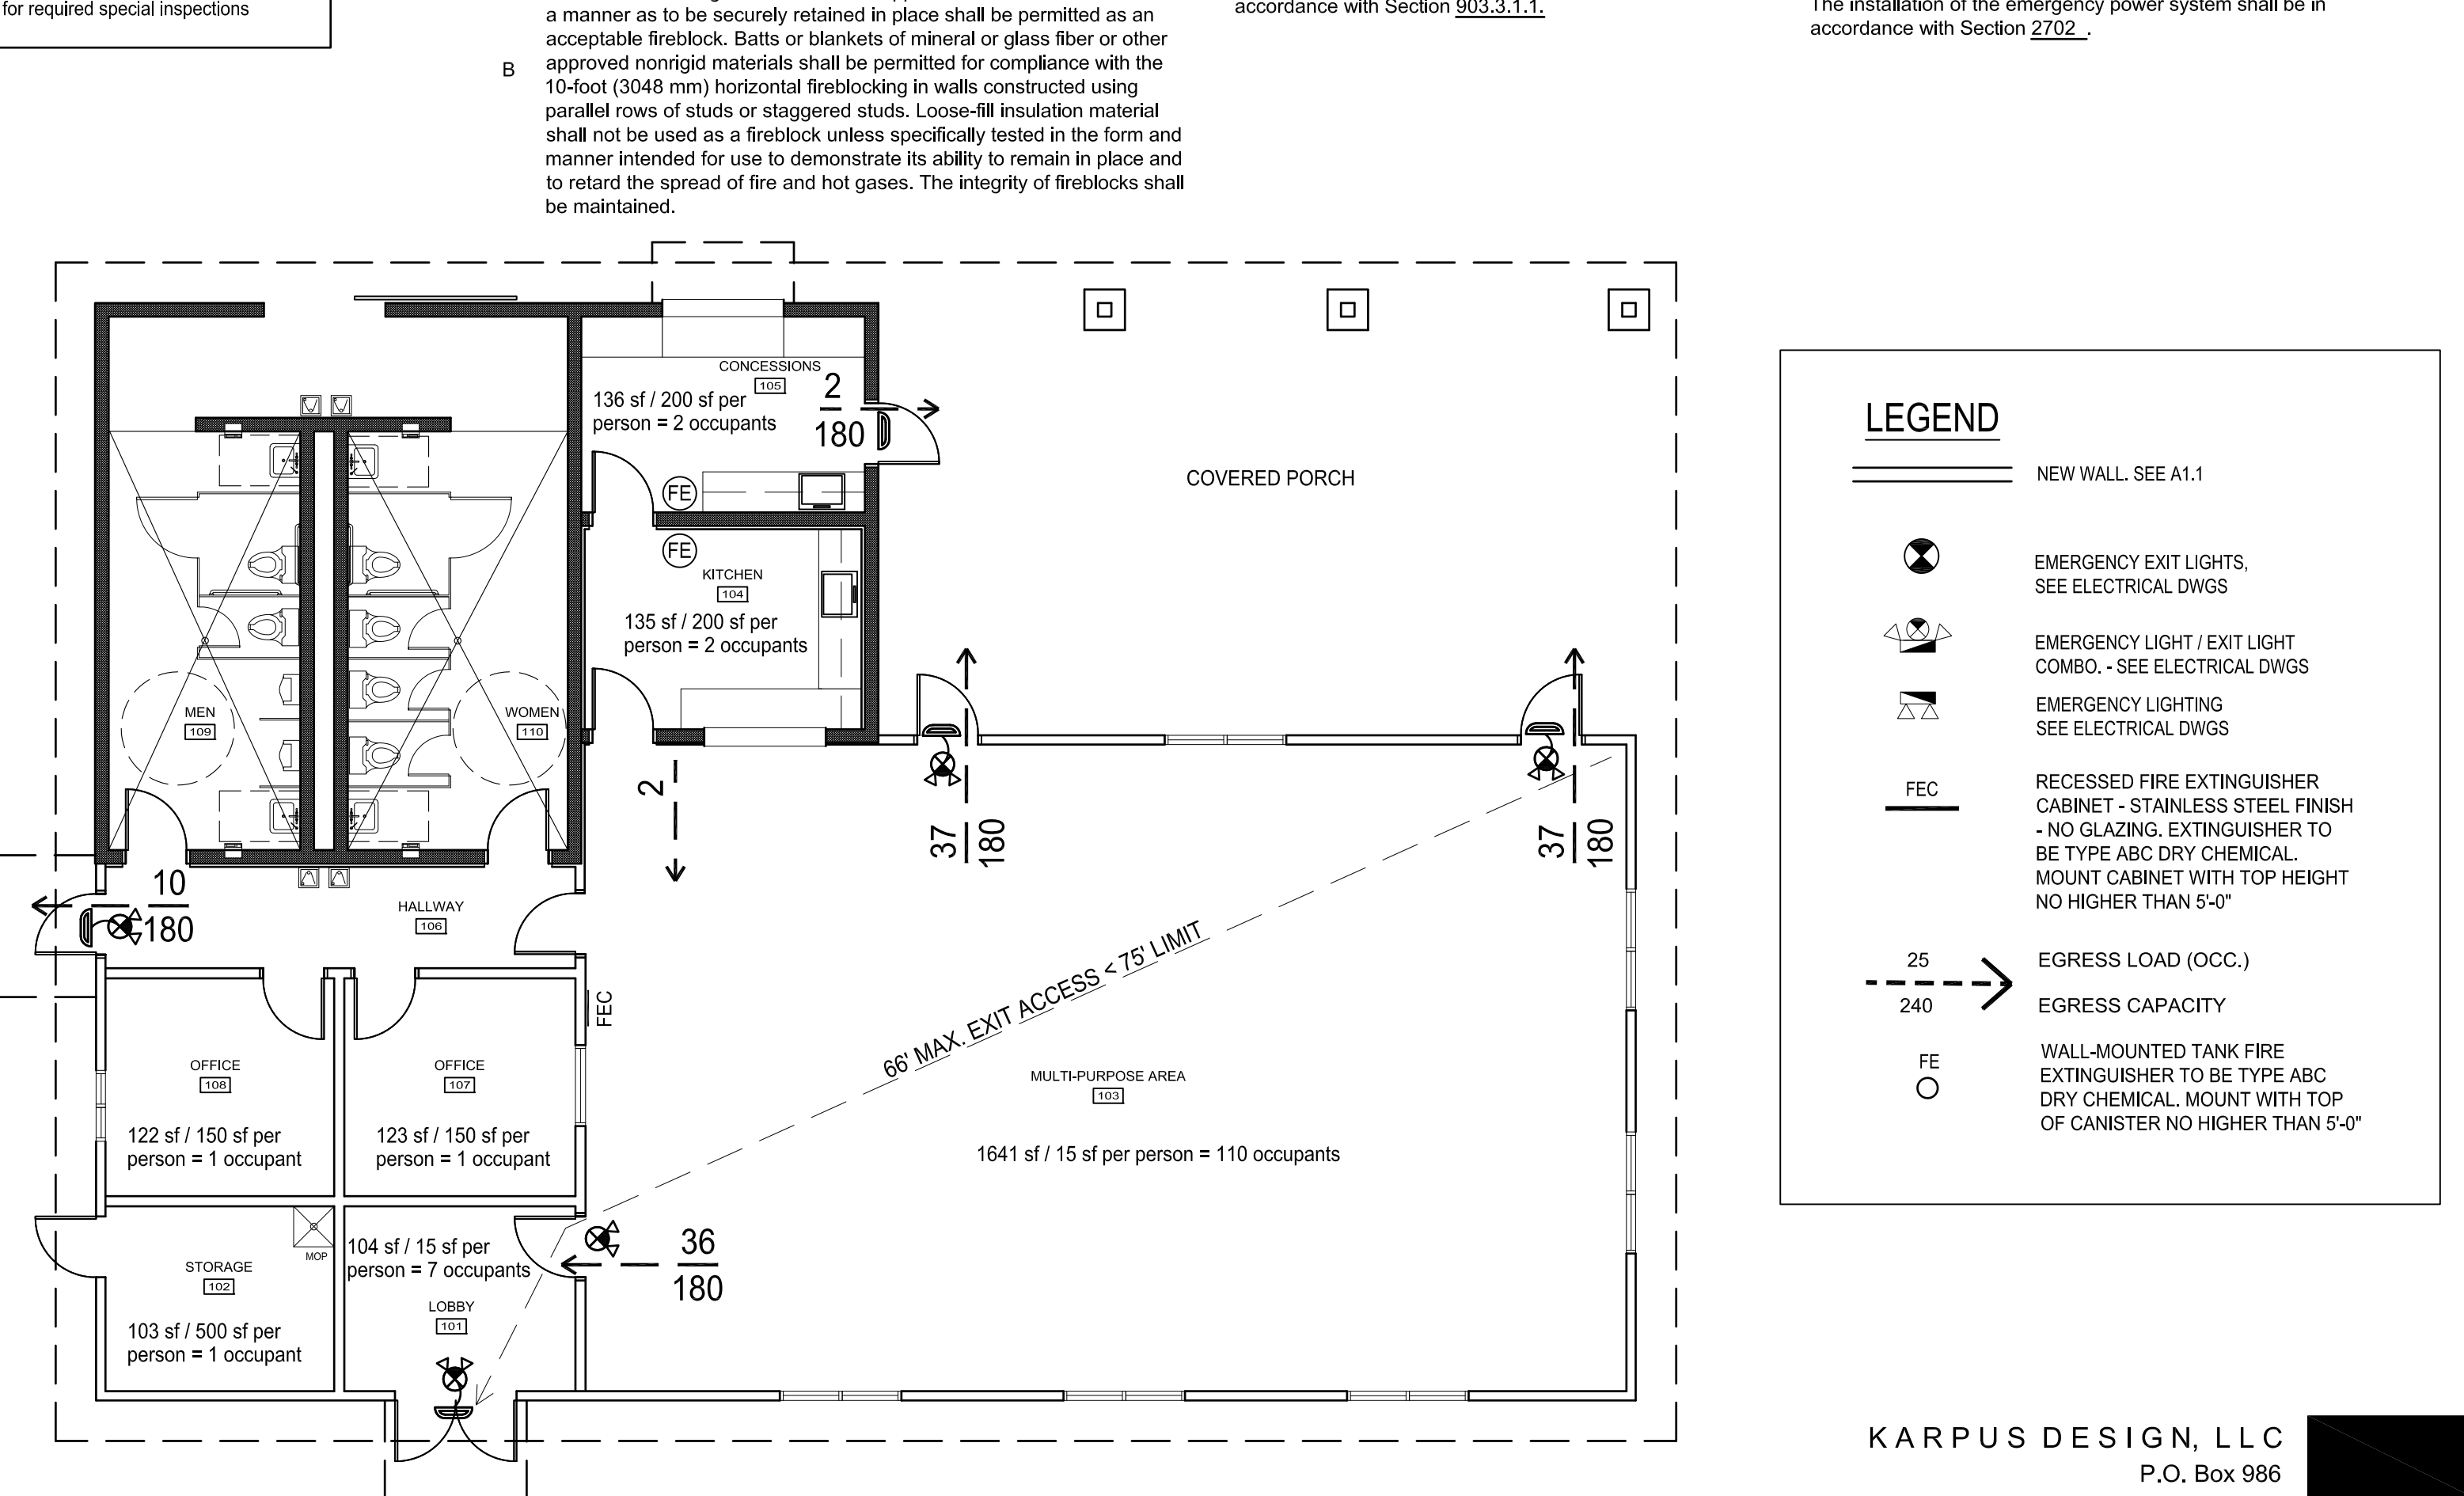 for required special inspections
a manner as to be securely retained in place shall be permitted as an
acceptable fireblock. Batts or blankets of mineral or glass fiber or other
approved nonrigid materials shall be permitted for compliance with the
10-foot (3048 mm) horizontal fireblocking in walls constructed using
parallel rows of studs or staggered studs. Loose-fill insulation material
shall not be used as a fireblock unless specifically tested in the form and
manner intended for use to demonstrate its ability to remain in place and
to retard the spread of fire and hot gases. The integrity of fireblocks shall
be maintained.
B
accordance with Section 903.3.1.1.
The installation of the emergency power system shall be in
accordance with Section 2702 .
CONCESSIONS
105
136 sf / 200 sf per
person = 2 occupants
2
180
FE
FE
KITCHEN
104
135 sf / 200 sf per
person = 2 occupants
COVERED PORCH
MEN
109
WOMEN
110
2
37
180
37
180
10
180
HALLWAY
106
FEC
66' MAX. EXIT ACCESS < 75' LIMIT
OFFICE
108
122 sf / 150 sf per
person = 1 occupant
OFFICE
107
123 sf / 150 sf per
person = 1 occupant
MULTI-PURPOSE AREA
103
1641 sf / 15 sf per person = 110 occupants
MOP
STORAGE
102
103 sf / 500 sf per
person = 1 occupant
104 sf / 15 sf per
person = 7 occupants
LOBBY
101
36
180
LEGEND
NEW WALL. SEE A1.1
EMERGENCY EXIT LIGHTS,
SEE ELECTRICAL DWGS
EMERGENCY LIGHT / EXIT LIGHT
COMBO. - SEE ELECTRICAL DWGS
EMERGENCY LIGHTING
SEE ELECTRICAL DWGS
FEC
RECESSED FIRE EXTINGUISHER
CABINET - STAINLESS STEEL FINISH
- NO GLAZING. EXTINGUISHER TO
BE TYPE ABC DRY CHEMICAL.
MOUNT CABINET WITH TOP HEIGHT
NO HIGHER THAN 5'-0"
25
EGRESS LOAD (OCC.)
240
EGRESS CAPACITY
FE
WALL-MOUNTED TANK FIRE
EXTINGUISHER TO BE TYPE ABC
DRY CHEMICAL. MOUNT WITH TOP
OF CANISTER NO HIGHER THAN 5'-0"
KARPUS DESIGN, LLC
P.O. Box 986